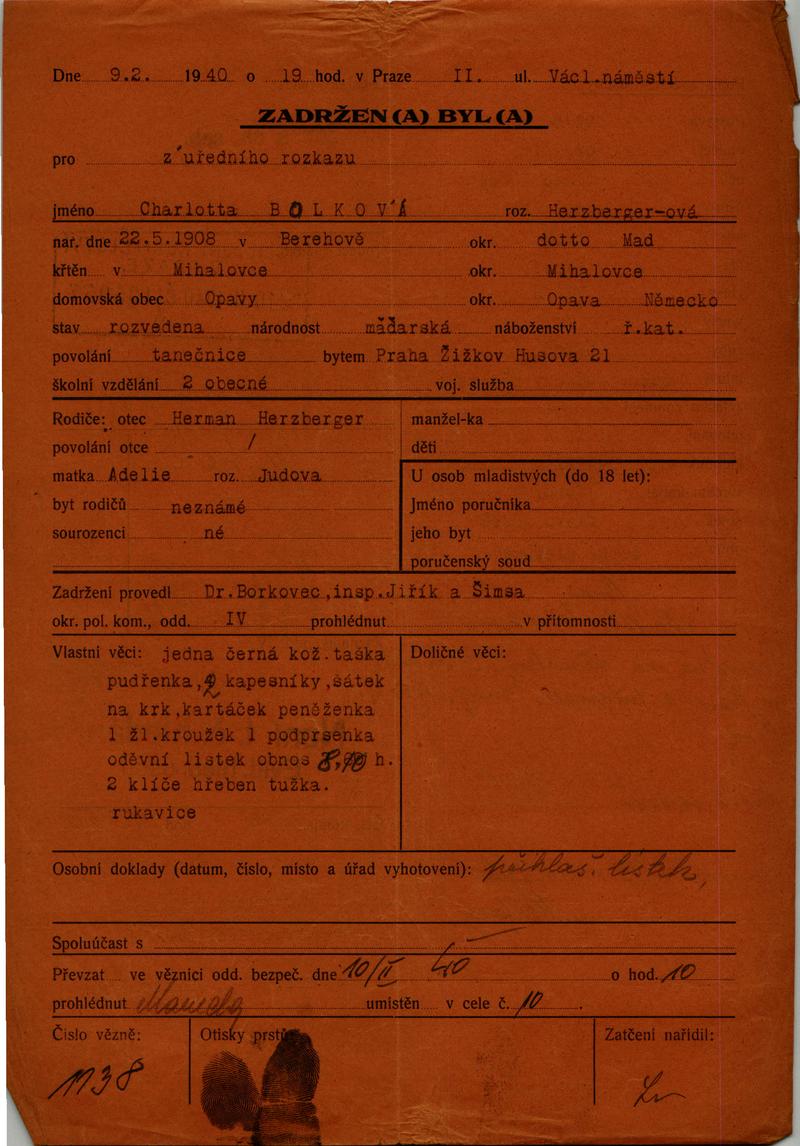 Dne 9.2. 1940 o 19 hod. v Praze II. ul. Václ.náměstí
ZADRŽEN(A) BYL(A)
pro z úředního rozkazu
jméno Charlotta BOLKOVÁ roz. Herzberger-ová
nar. dne 22.5.1908 v Berehově okr. dotto Mad
křtěn v Mihalovce okr. Mihalovce
domovská obec Opavy okr. Opava Německo
stav rozvedena národnost maďarská náboženství ř.kat.
povolání tanečnice bytem Praha Žižkov Husova 21
školní vzdělání 2 obecné voj. služba
Rodiče: otec Herman Herzberger
povolání otce /
matka Adelie roz. Judova
byt rodičů neznámé
sourozenci né
manžel-ka
děti
U osob mladistvých (do 18 let):
Jméno poručníka
jeho byt
poručenský soud
Zadržení provedl Dr.Borkovec,insp.Jiřík a Šimsa
okr. pol. kom., odd. IV prohlédnut v přítomnosti
Vlastní věci: jedna černá kož.taška
pudřenka,2 kapesníky,šátek
na krk,kartáček peněženka
1 žl.kroužek 1 podprsenka
oděvní lístek obnos h.
2 klíče hřeben tužka.
rukavice
Doličné věci:
Osobní doklady (datum, číslo, místo a úřad vyhotovení): přihlaš. lístek,
Spoluúčast s
Převzat ve věznici odd. bezpeč. dne 10/II 40 o hod. 10
prohlédnut umístěn v cele č. 10.
Číslo vězně:
1138
Otisky prstů:
Zatčení nařídil: